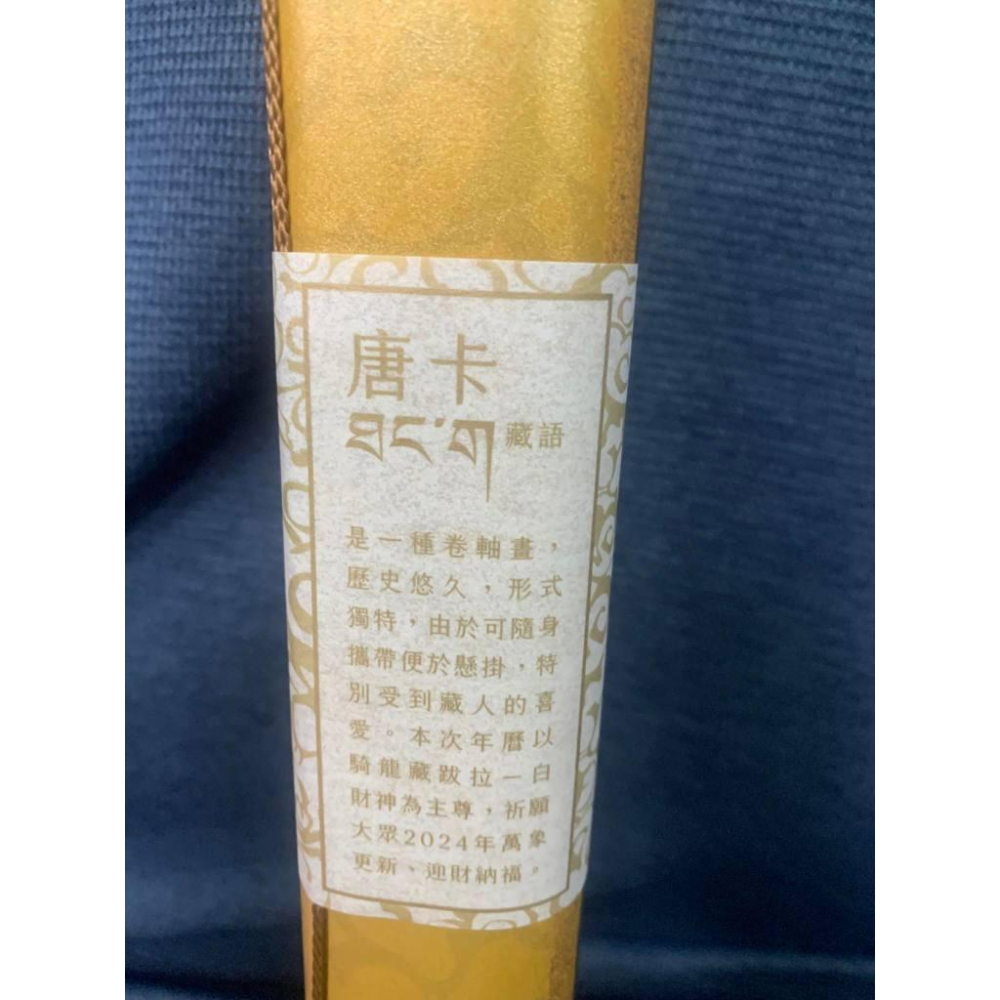 唐卡
ཐང་ཀ 藏語
是一種卷軸畫，
歷史悠久，形式
獨特，由於可隨身
攜帶便於懸掛，特
別受到藏人的喜
愛。本次年曆以
騎龍藏跋拉－白
財神為主尊，祈願
大眾2024年萬象
更新、迎財納福。